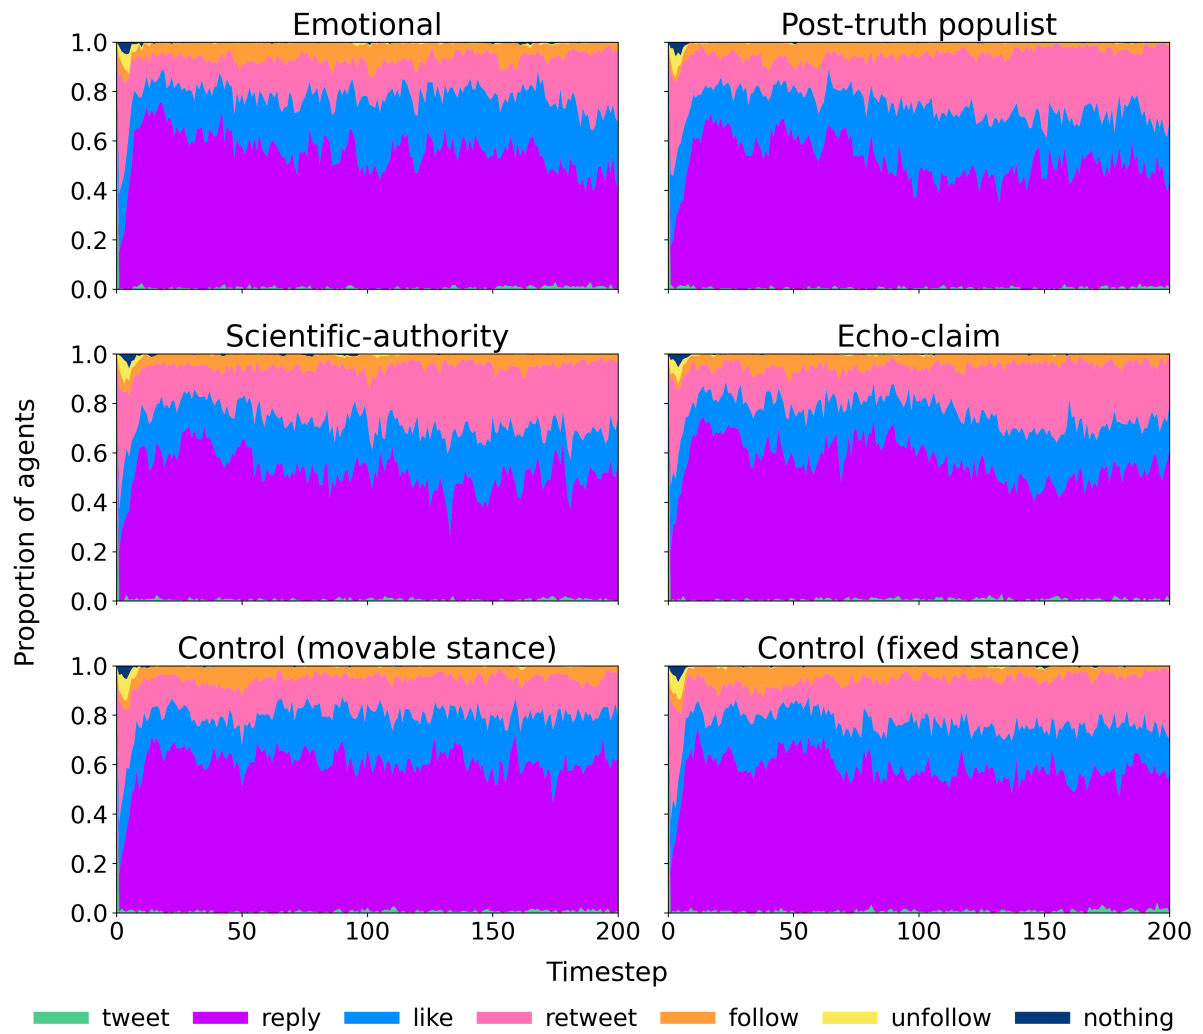 Emotional
Post-truth populist
1.0
0.8
0.6
0.4
0.2
0.0
Scientific-authority
Echo-claim
1.0
0.8
0.6
0.4
0.2
0.0
Proportion of agents
Control (movable stance)
Control (fixed stance)
1.0
0.8
0.6
0.4
0.2
0.0
0 50 100 150 200 0 50 100 150 200
Timestep
tweet reply like retweet follow unfollow nothing